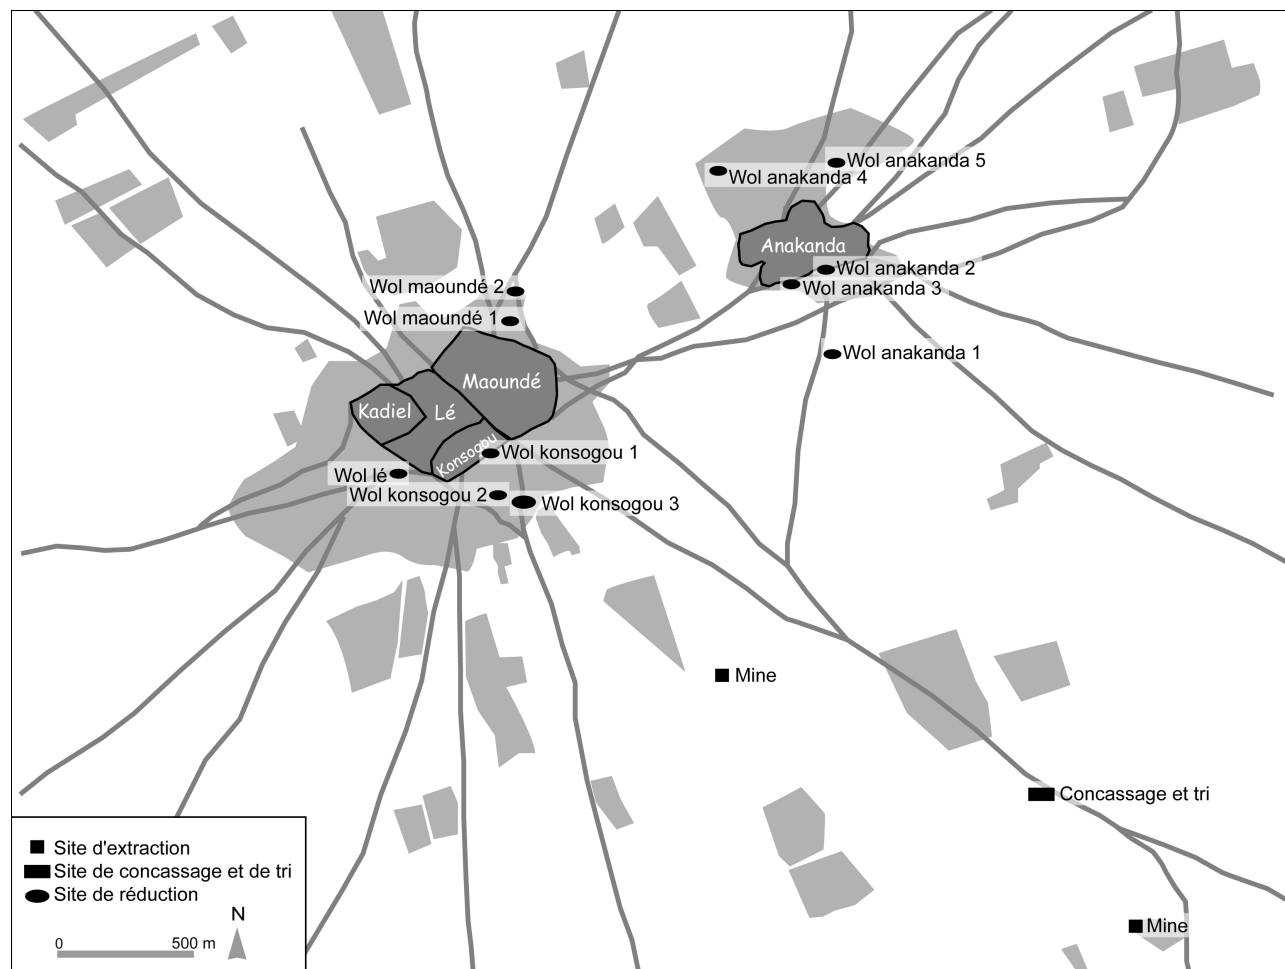 Wol anakanda 5
Wol anakanda 4
Anakanda
Wol anakanda 2
Wol anakanda 3
Wol maoundé 2
Wol maoundé 1
Wol anakanda 1
Maoundé
Kadiel
Lé
Konsogou
Wol konsogou 1
Wol lé
Wol konsogou 2
Wol konsogou 3
Mine
Concassage et tri
Mine
Site d'extraction
Site de concassage et de tri
Site de réduction
N
0 500 m